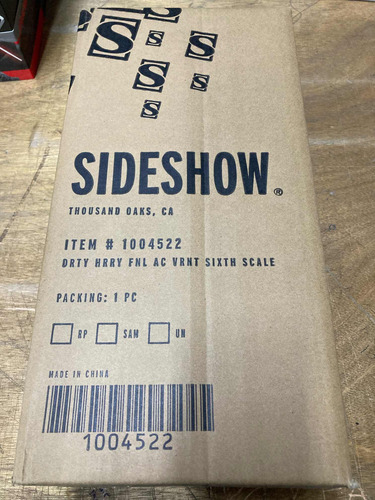 S
S
S
S
S
SIDESHOW®
THOUSAND OAKS, CA
ITEM # 1004522
DRTY HRRY FNL AC VRNT SIXTH SCALE
PACKING: 1 PC
RP SAM UN
MADE IN CHINA
1004522